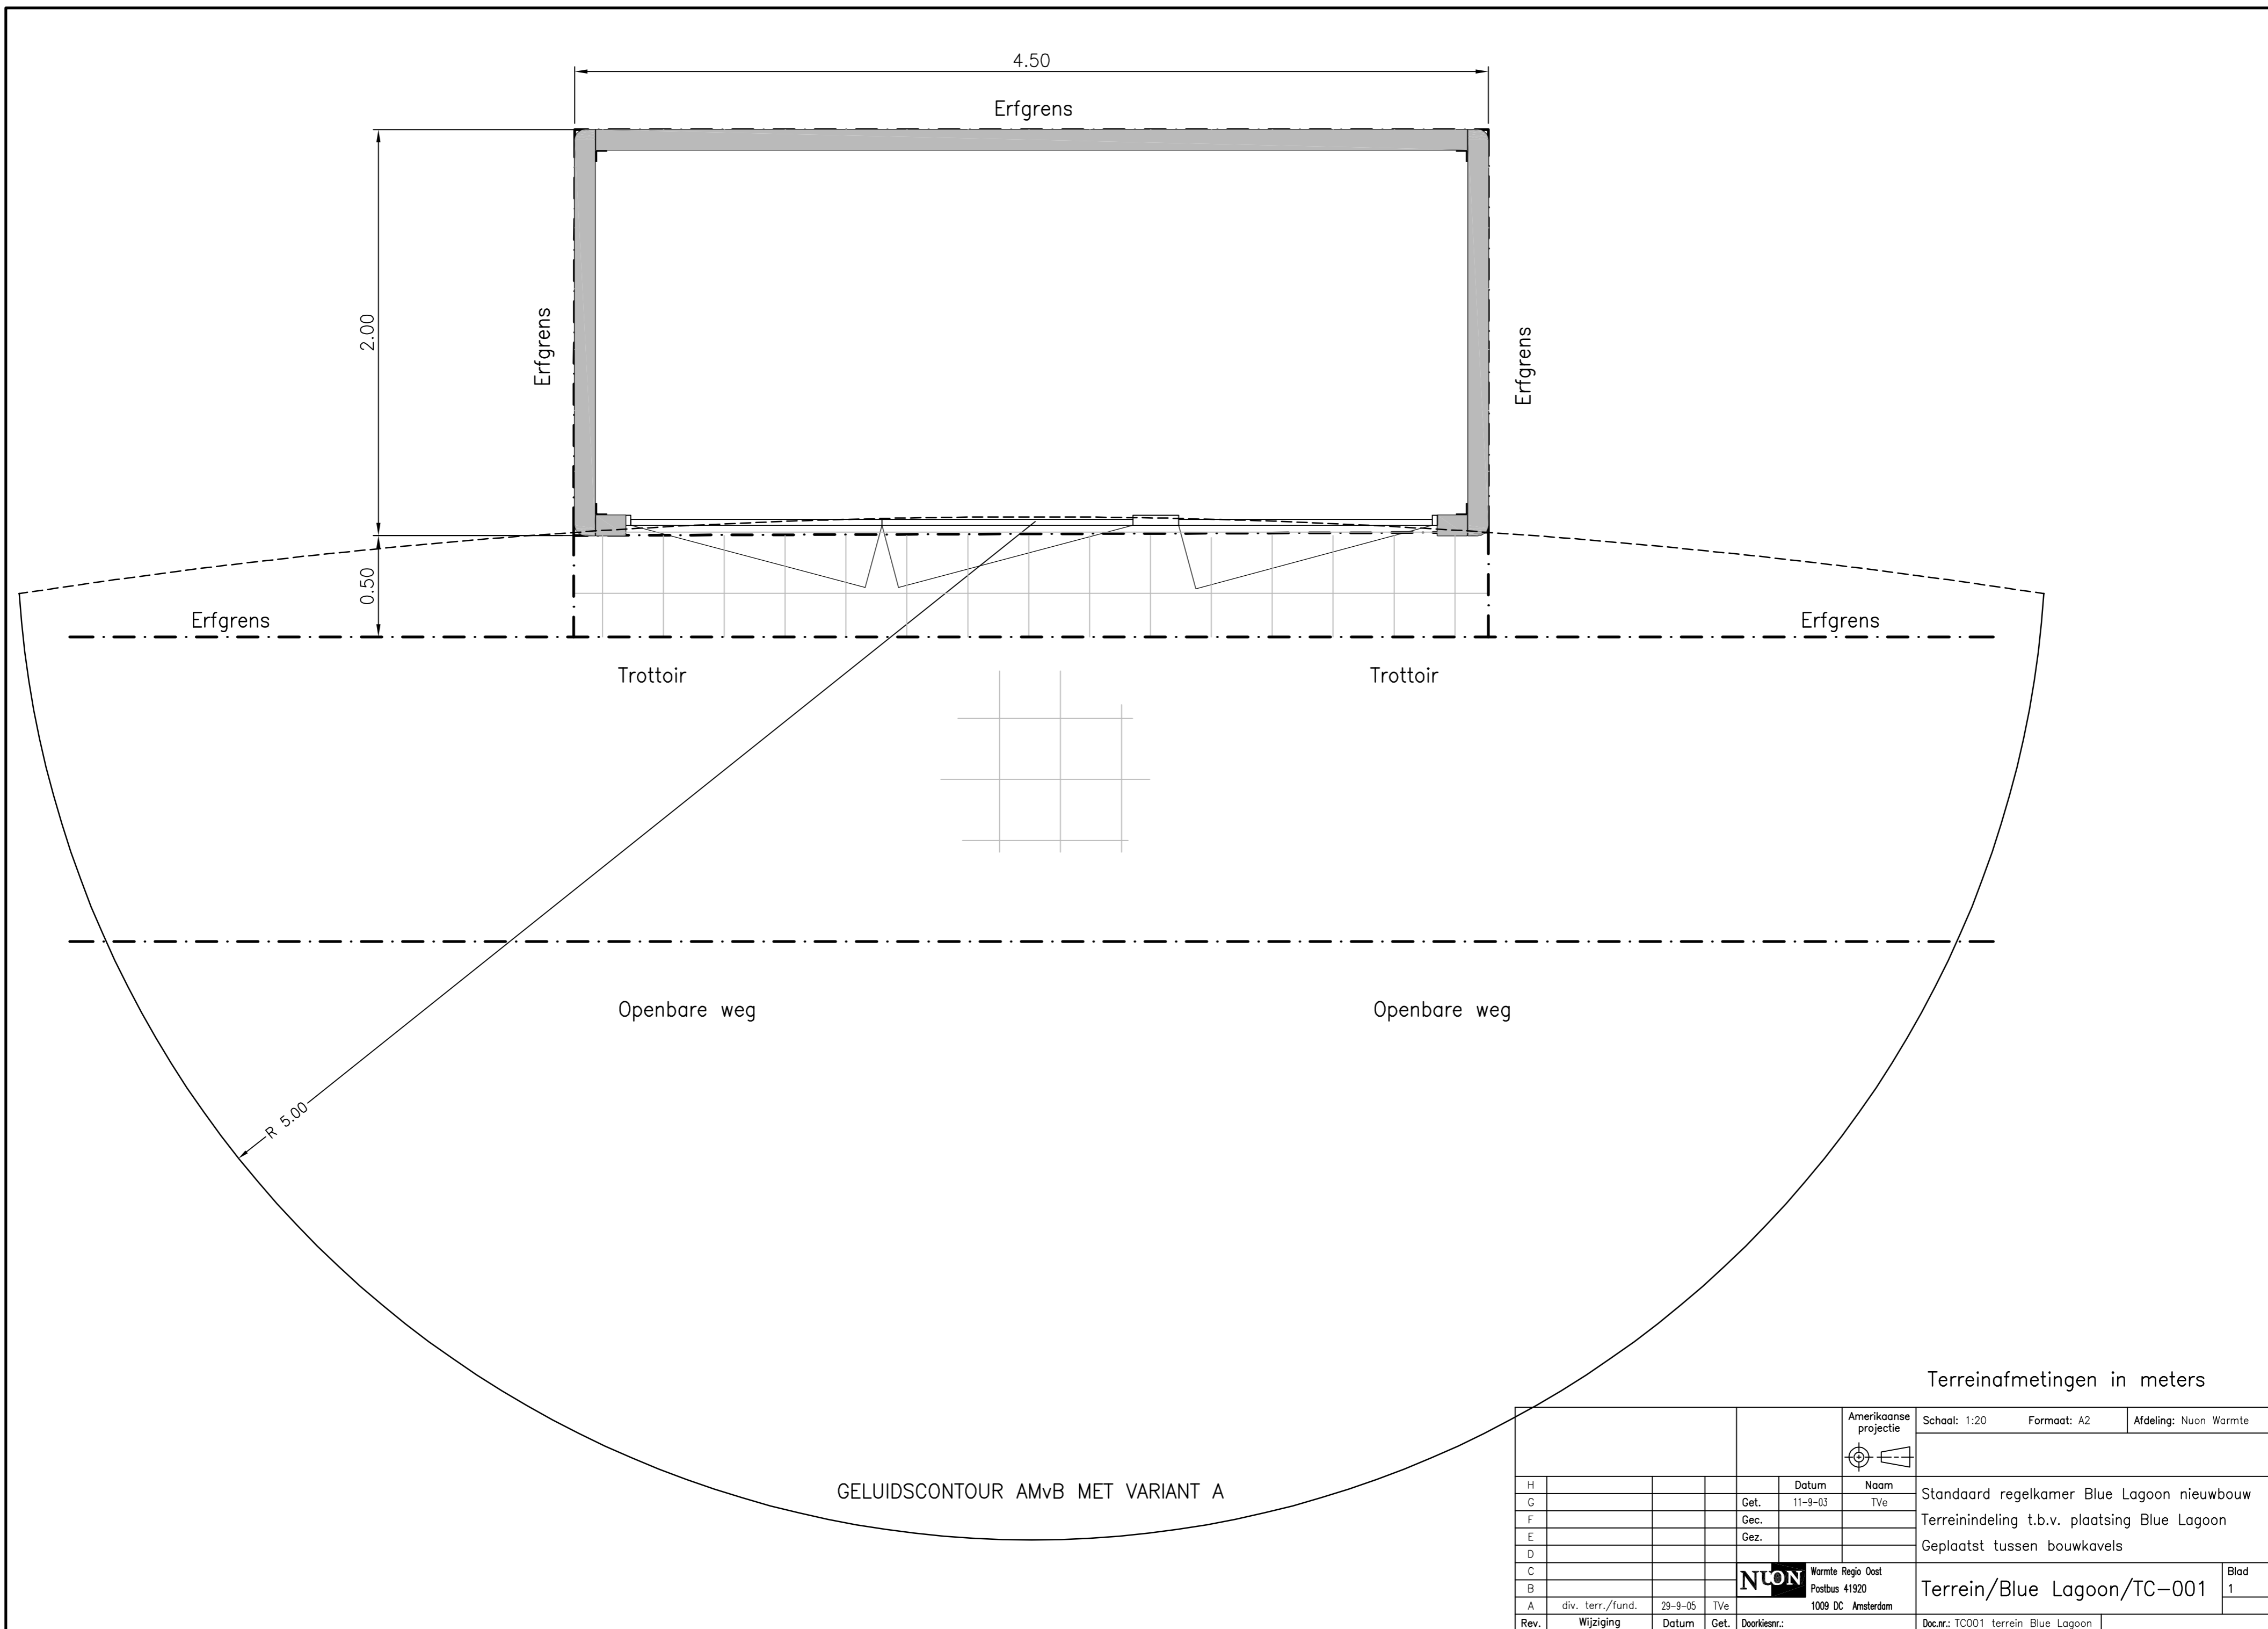 4.50
Erfgrens
2.00
Erfgrens
Erfgrens
0.50
Erfgrens
Erfgrens
Trottoir
Trottoir
Openbare weg
Openbare weg
R 5.00
GELUIDSCONTOUR AMvB MET VARIANT A
Terreinafmetingen in meters
Amerikaanse
projectie
Schaal: 1:20 Formaat: A2 Afdeling: Nuon Warmte
H Datum Naam
G Get. 11-9-03 TVe
F Gec.
E Gez.
D
C
B
A div. terr./fund. 29-9-05 TVe
Rev. Wijziging Datum Get. Doorkiesnr.:
Standaard regelkamer Blue Lagoon nieuwbouw
Terreinindeling t.b.v. plaatsing Blue Lagoon
Geplaatst tussen bouwkavels
NUON
Warmte Regio Oost
Postbus 41920
1009 DC Amsterdam
Terrein/Blue Lagoon/TC-001
Blad
1
Doc.nr.: TC001 terrein Blue Lagoon